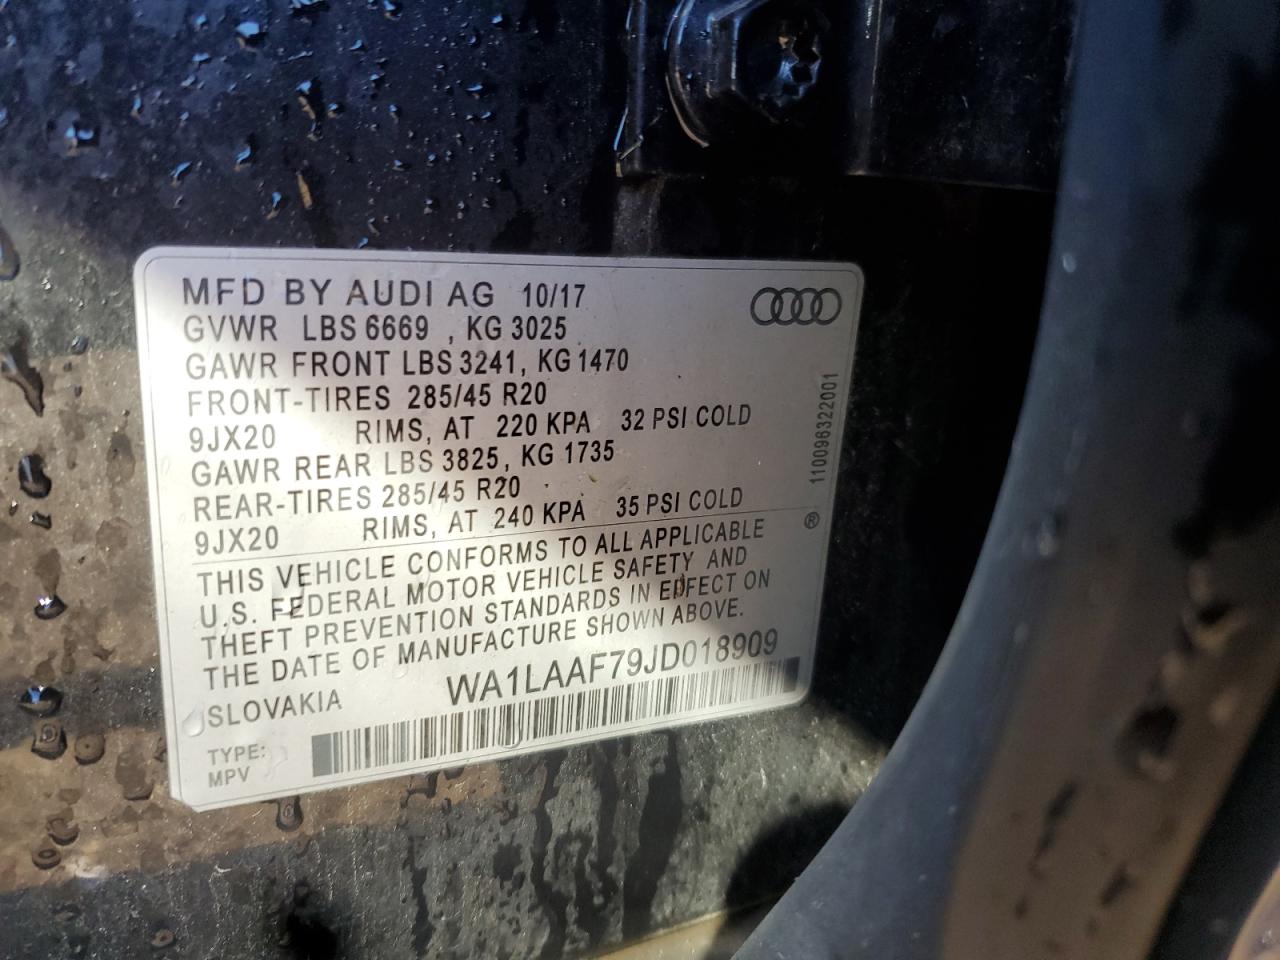 MFD BY AUDI AG 10/17
GVWR LBS 6669 , KG 3025
GAWR FRONT LBS 3241, KG 1470
FRONT-TIRES 285/45 R20
9JX20 RIMS, AT 220 KPA 32 PSI COLD
GAWR REAR LBS 3825, KG 1735
REAR-TIRES 285/45 R20
9JX20 RIMS, AT 240 KPA 35 PSI COLD
THIS VEHICLE CONFORMS TO ALL APPLICABLE
U.S. FEDERAL MOTOR VEHICLE SAFETY AND
THEFT PREVENTION STANDARDS IN EFFECT ON
THE DATE OF MANUFACTURE SHOWN ABOVE.
SLOVAKIA WA1LAAF79JD018909
TYPE:
MPV
110096322001
®